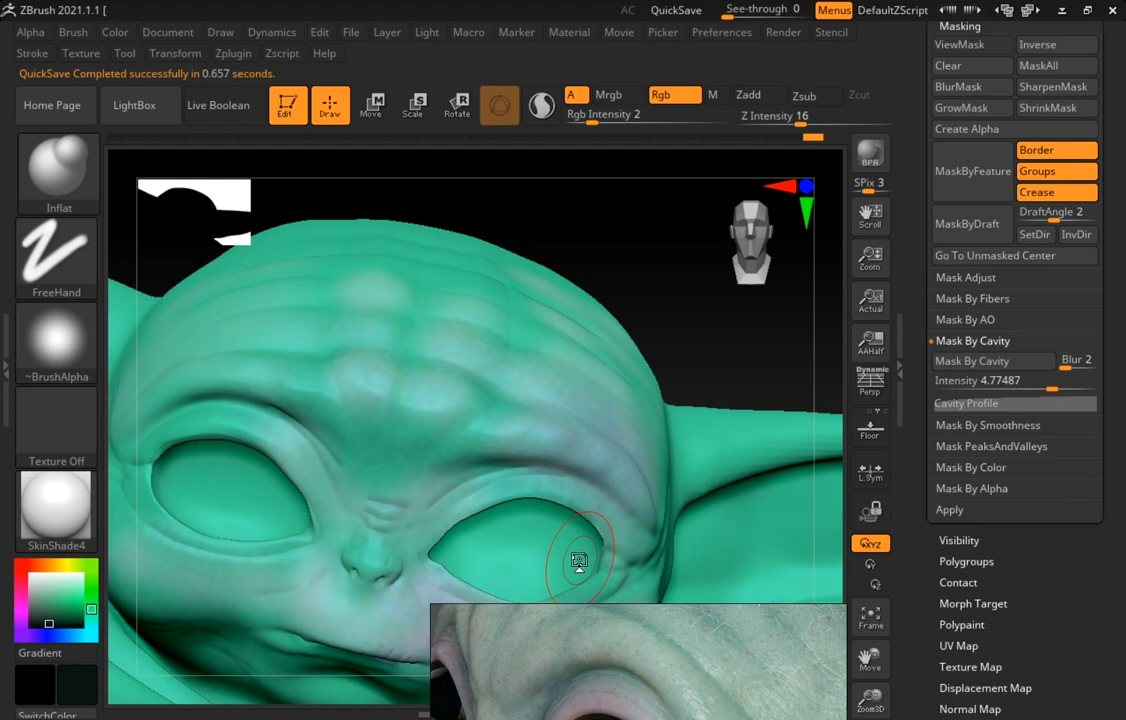 ZBrush 2021.1.1 [
AC QuickSave See-through 0 Menus DefaultZScript
Alpha Brush Color Document Draw Dynamics Edit File Layer Light Macro Marker Material Movie Picker Preferences Render Stencil
Stroke Texture Tool Transform Zplugin Zscript Help
QuickSave Completed successfully in 0.657 seconds.
Home Page LightBox Live Boolean Edit Draw Move Scale Rotate A Mrgb Rgb M Zadd Zsub Zcut
Rgb Intensity 2 Z Intensity 16
Inflat
FreeHand
~BrushAlpha
Texture Off
SkinShade4
Gradient
SwitchColor
BPR
SPix 3
Scroll
Zoom
Actual
AAHalf
Dynamic
Persp
Floor
L.Sym
XYZ
Frame
Move
Zoom3D
Masking
ViewMask Inverse
Clear MaskAll
BlurMask SharpenMask
GrowMask ShrinkMask
Create Alpha
MaskByFeature Border
Groups
Crease
MaskByDraft DraftAngle 2
SetDir InvDir
Go To Unmasked Center
Mask Adjust
Mask By Fibers
Mask By AO
Mask By Cavity
Mask By Cavity Blur 2
Intensity 4.77487
Cavity Profile
Mask By Smoothness
Mask PeaksAndValleys
Mask By Color
Mask By Alpha
Apply
Visibility
Polygroups
Contact
Morph Target
Polypaint
UV Map
Texture Map
Displacement Map
Normal Map